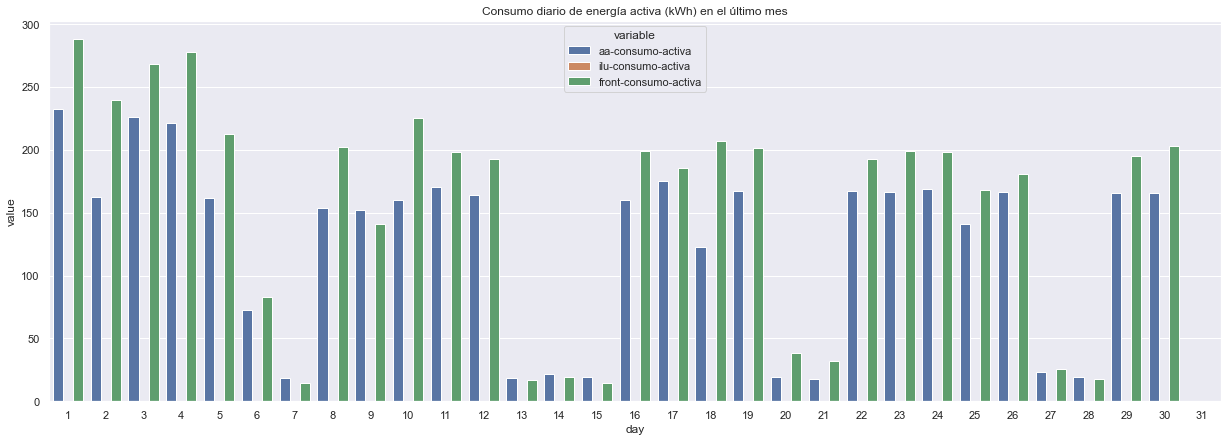 Consumo diario de energía activa (kWh) en el último mes
variable
aa-consumo-activa
ilu-consumo-activa
front-consumo-activa
300
250
200
150
100
50
0
value
1 2 3 4 5 6 7 8 9 10 11 12 13 14 15 16 17 18 19 20 21 22 23 24 25 26 27 28 29 30 31
day